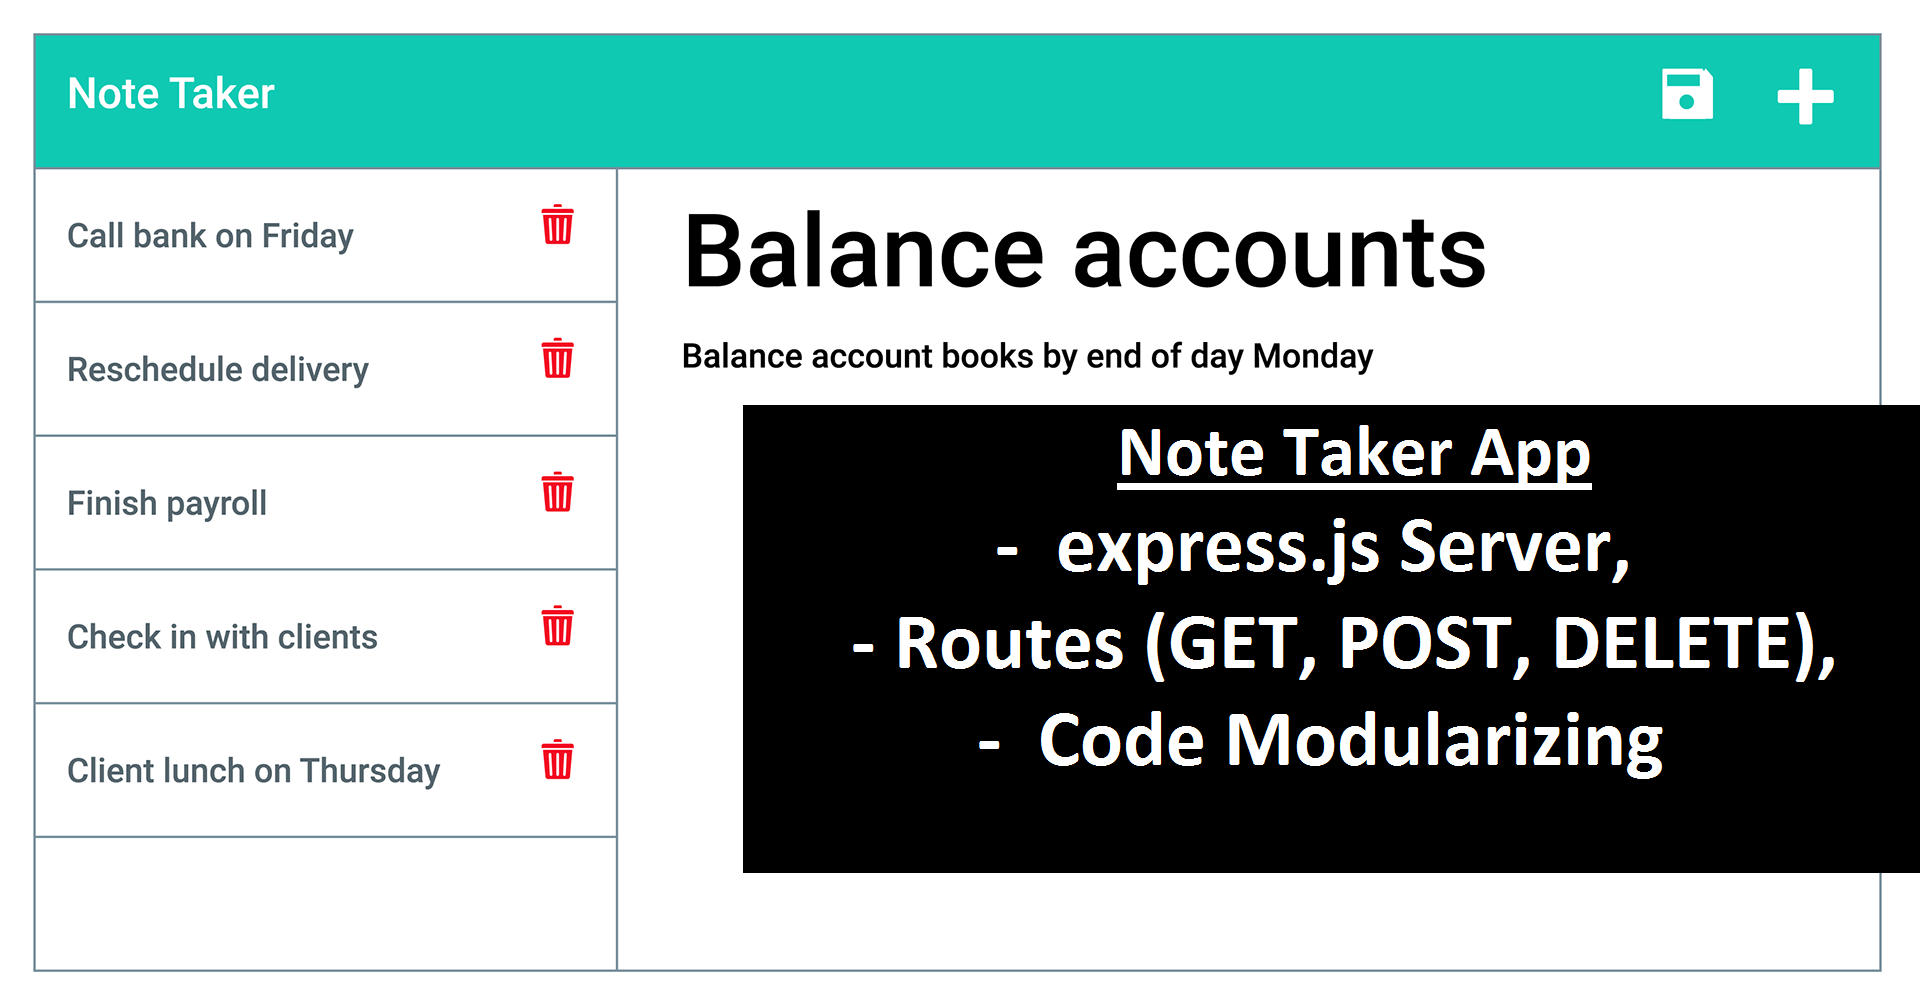 Note Taker
Call bank on Friday
Reschedule delivery
Finish payroll
Check in with clients
Client lunch on Thursday
Balance accounts
Balance account books by end of day Monday
Note Taker App
- express.js Server,
- Routes (GET, POST, DELETE),
- Code Modularizing